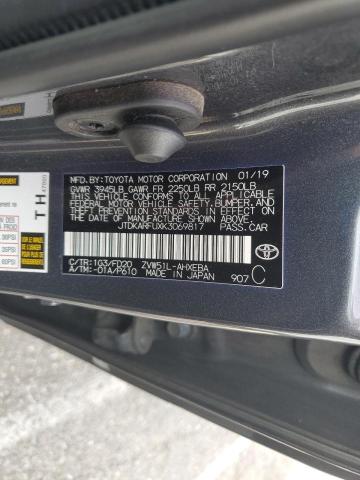 MFD. BY: TOYOTA MOTOR CORPORATION 01/19
GVWR 3945LB GAWR FR 2250LB RR 2150LB
THIS VEHICLE CONFORMS TO ALL APPLICABLE
FEDERAL MOTOR VEHICLE SAFETY, BUMPER, AND
THEFT PREVENTION STANDARDS IN EFFECT ON
THE DATE OF MANUFACTURE SHOWN ABOVE.
JTDKARFUXK3069817 PASS.CAR
C/TR: 1G3/FD20 ZVW51L-AHXEBA
A/TM: -01A/P610 MADE IN JAPAN 907 C
TH